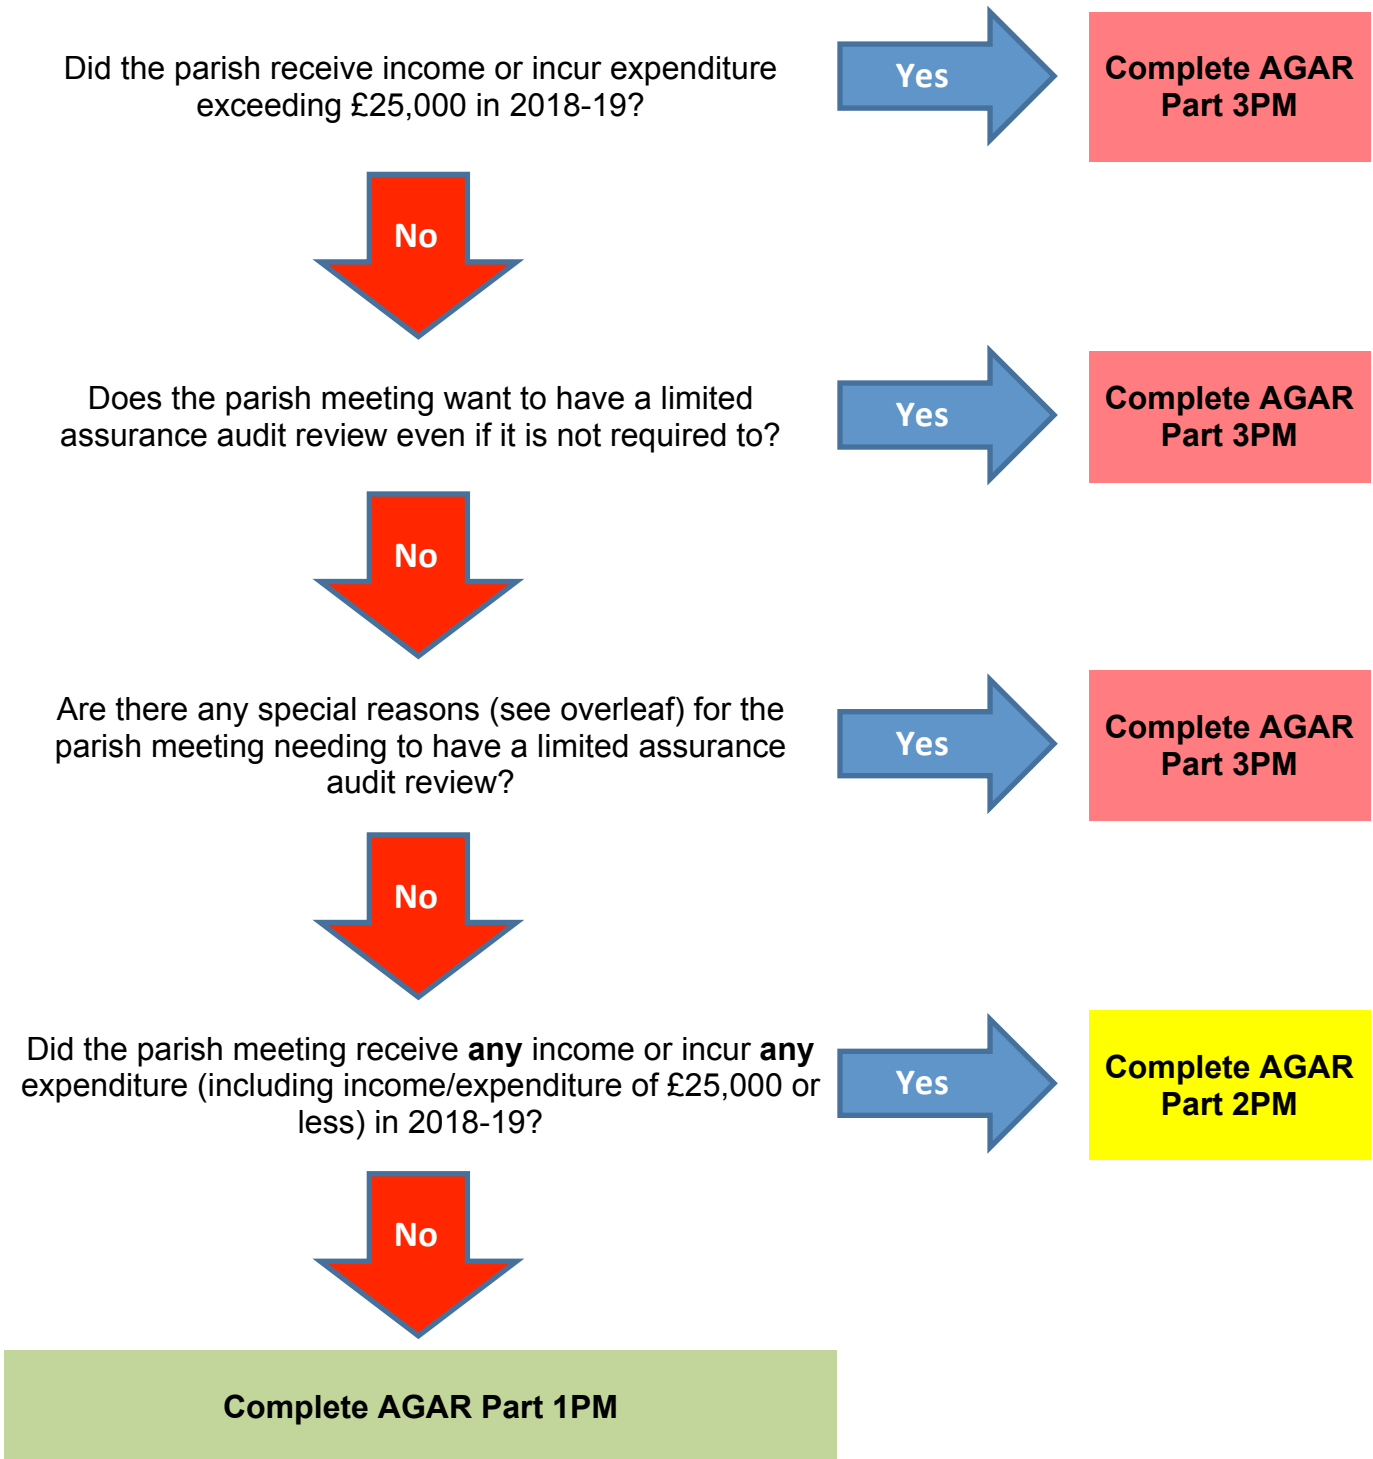 Did the parish receive income or incur expenditure
exceeding £25,000 in 2018-19?
Yes
Complete AGAR
Part 3PM
No
Does the parish meeting want to have a limited
assurance audit review even if it is not required to?
Yes
Complete AGAR
Part 3PM
No
Are there any special reasons (see overleaf) for the
parish meeting needing to have a limited assurance
audit review?
Yes
Complete AGAR
Part 3PM
No
Did the parish meeting receive any income or incur any
expenditure (including income/expenditure of £25,000 or
less) in 2018-19?
Yes
Complete AGAR
Part 2PM
No
Complete AGAR Part 1PM